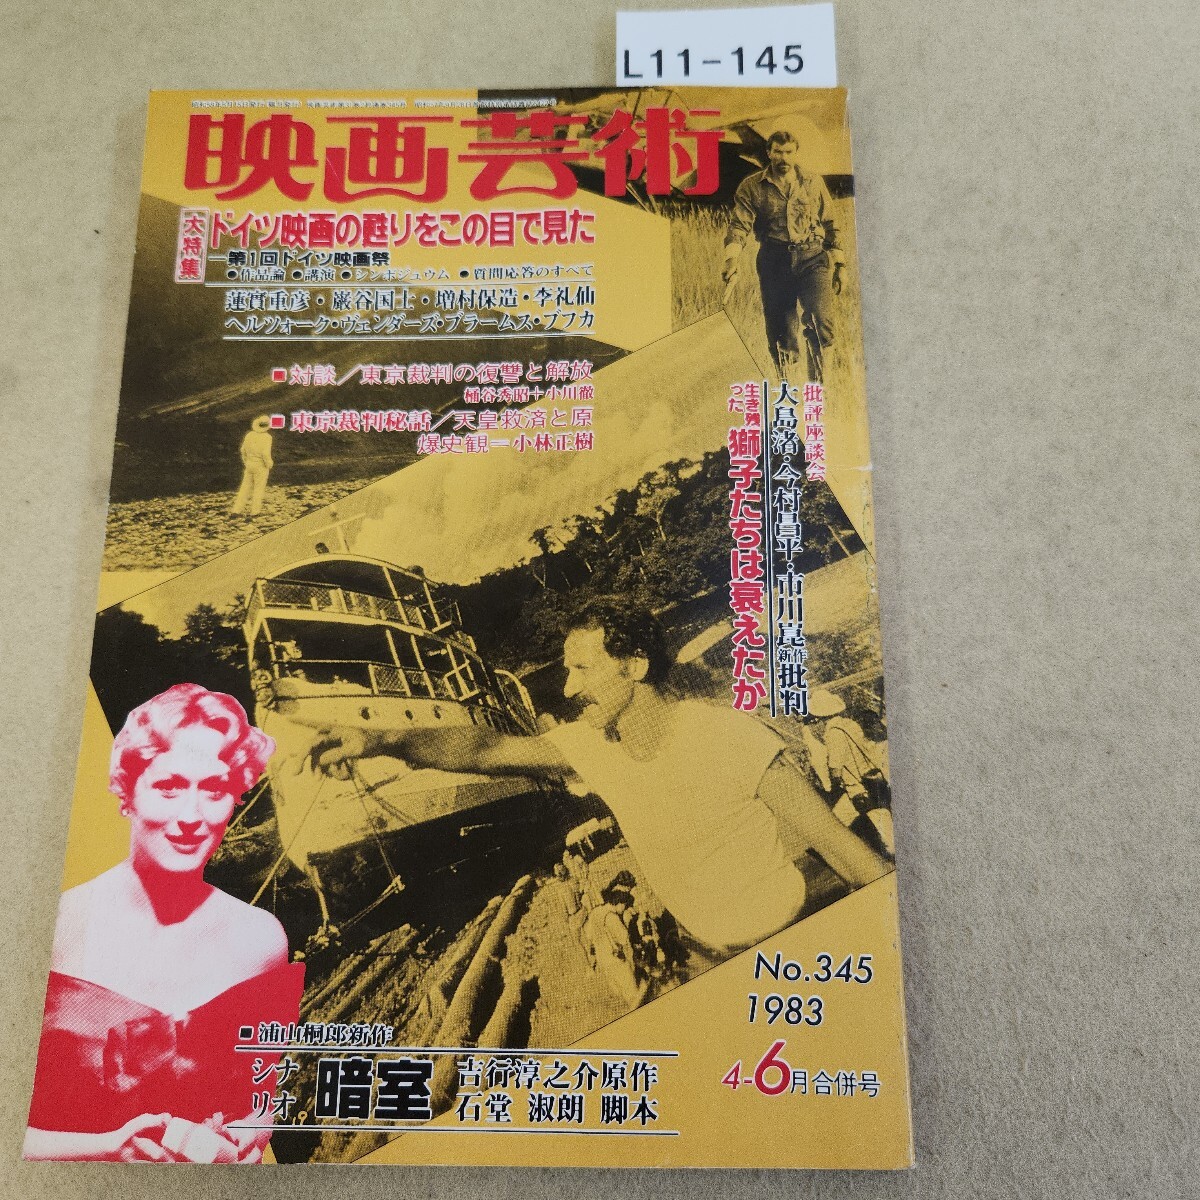 L11-145
映画芸術
大特集
ドイツ映画の甦りをこの目で見た
—第1回ドイツ映画祭
●作品論 ●講演 ●シンポジュウム ●質問応答のすべて
蓮實重彦・巌谷国士・増村保造・李礼仙
ヘルツォーク・ヴェンダーズ・ブラームス・ブフカ
■対談／東京裁判の復讐と解放
桶谷秀昭＋小川徹
■東京裁判秘話／天皇救済と原
爆史観＝小林正樹
批評座談会
大島渚・今村昌平・市川崑新作批判
生き残った
獅子たちは衰えたか
No.345
1983
4-6月合併号
■浦山桐郎新作
シナリオ。
暗室
吉行淳之介原作
石堂 淑朗 脚本